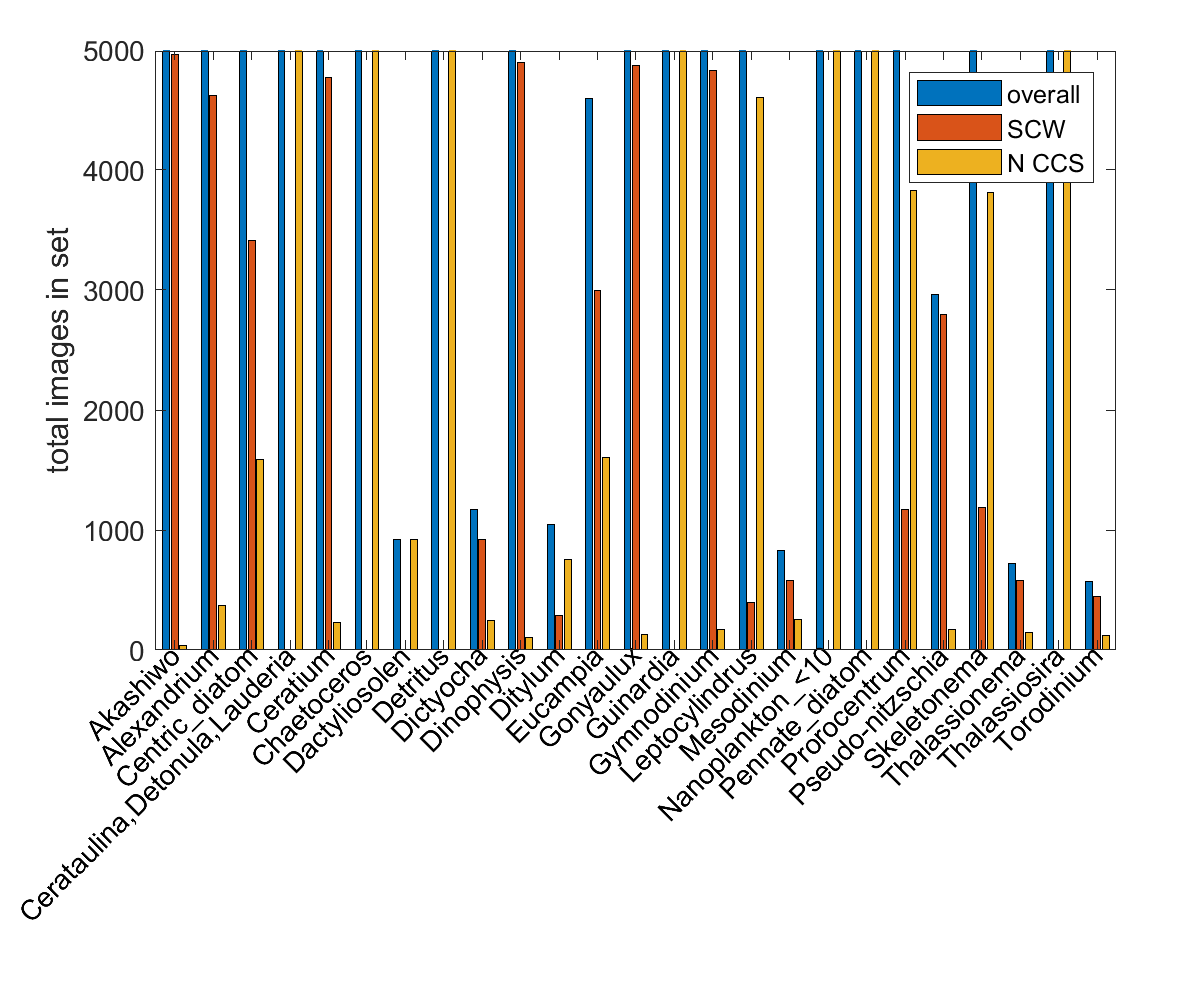 total images in set
5000
4000
3000
2000
1000
0
overall
SCW
N CCS
Akashiwo
Alexandrium
Centric_diatom
Cerataulina,Detonula,Lauderia
Ceratium
Chaetoceros
Dactyliosolen
Detritus
Dictyocha
Dinophysis
Ditylum
Eucampia
Gonyaulux
Guinardia
Gymnodinium
Leptocylindrus
Mesodinium
Nanoplankton_<10
Pennate_diatom
Prorocentrum
Pseudo-nitzschia
Skeletonema
Thalassionema
Thalassiosira
Torodinium